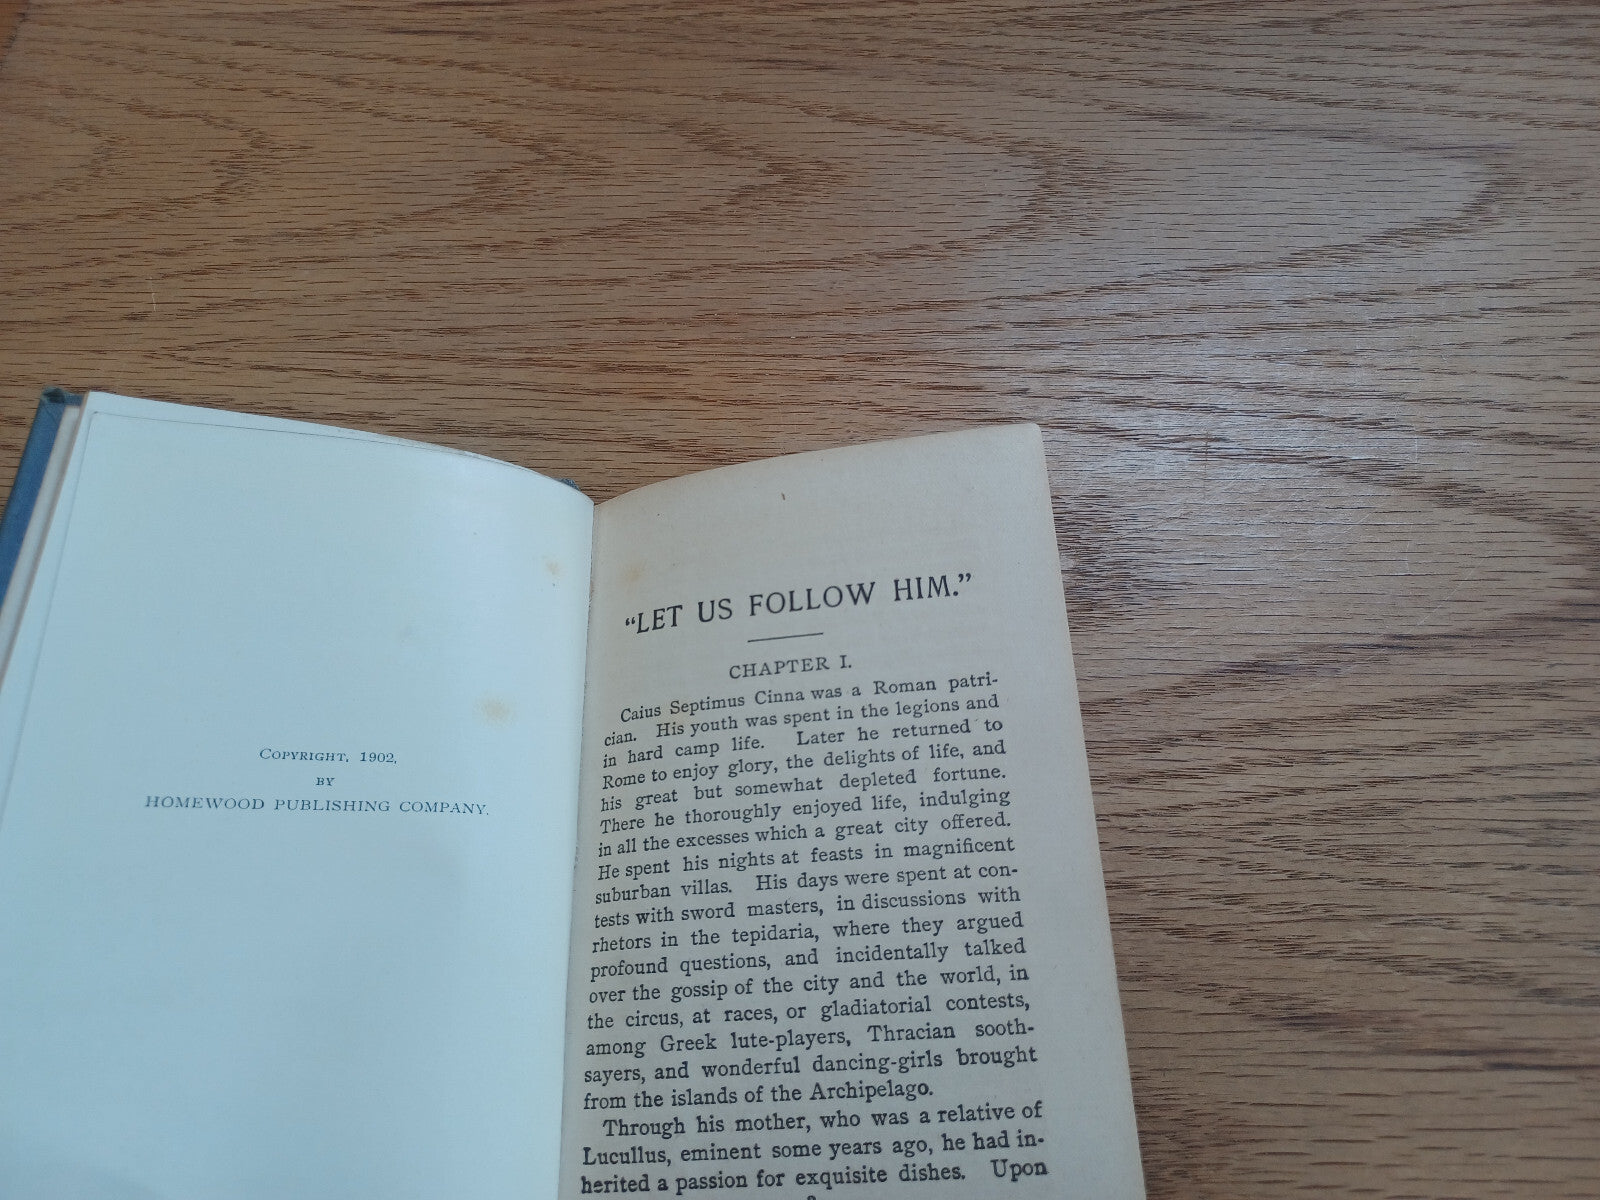 COPYRIGHT, 1902,
BY
HOMEWOOD PUBLISHING COMPANY.
"LET US FOLLOW HIM."
CHAPTER I.
Caius Septimus Cinna was a Roman patri-
cian. His youth was spent in the legions and
in hard camp life. Later he returned to
Rome to enjoy glory, the delights of life, and
his great but somewhat depleted fortune.
There he thoroughly enjoyed life, indulging
in all the excesses which a great city offered.
He spent his nights at feasts in magnificent
suburban villas. His days were spent at con-
tests with sword masters, in discussions with
rhetors in the tepidaria, where they argued
profound questions, and incidentally talked
over the gossip of the city and the world, in
the circus, at races, or gladiatorial contests,
among Greek lute-players, Thracian sooth-
sayers, and wonderful dancing-girls brought
from the islands of the Archipelago.
Through his mother, who was a relative of
Lucullus, eminent some years ago, he had in-
herited a passion for exquisite dishes. Upon